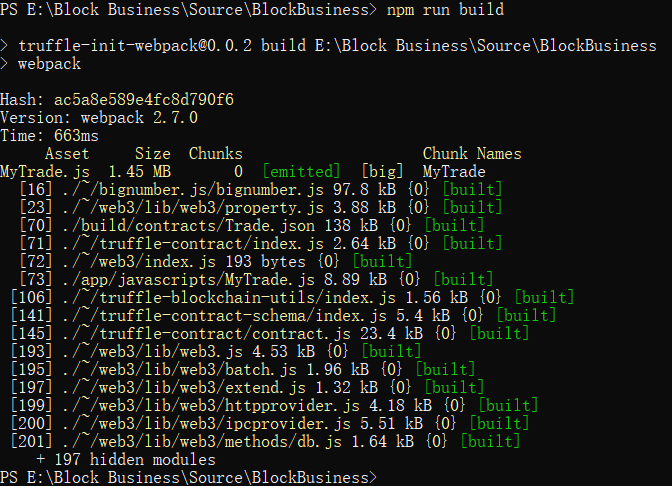 PS E:\Block Business\Source\BlockBusiness> npm run build
> truffle-init-webpack@0.0.2 build E:\Block Business\Source\BlockBusiness
> webpack
Hash: ac5a8e589e4fc8d790f6
Version: webpack 2.7.0
Time: 663ms
Asset Size Chunks Chunk Names
MyTrade.js 1.45 MB 0 [emitted] [big] MyTrade
[16] ./~/bignumber.js/bignumber.js 97.8 kB {0} [built]
[23] ./~/web3/lib/web3/property.js 3.88 kB {0} [built]
[70] ./build/contracts/Trade.json 138 kB {0} [built]
[71] ./~/truffle-contract/index.js 2.64 kB {0} [built]
[72] ./~/web3/index.js 193 bytes {0} [built]
[73] ./app/javascripts/MyTrade.js 8.89 kB {0} [built]
[106] ./~/truffle-blockchain-utils/index.js 1.56 kB {0} [built]
[141] ./~/truffle-contract-schema/index.js 5.4 kB {0} [built]
[145] ./~/truffle-contract/contract.js 23.4 kB {0} [built]
[193] ./~/web3/lib/web3.js 4.53 kB {0} [built]
[195] ./~/web3/lib/web3/batch.js 1.96 kB {0} [built]
[197] ./~/web3/lib/web3/extend.js 1.32 kB {0} [built]
[199] ./~/web3/lib/web3/httpprovider.js 4.18 kB {0} [built]
[200] ./~/web3/lib/web3/ipcprovider.js 5.51 kB {0} [built]
[201] ./~/web3/lib/web3/methods/db.js 1.64 kB {0} [built]
+ 197 hidden modules
PS E:\Block Business\Source\BlockBusiness>